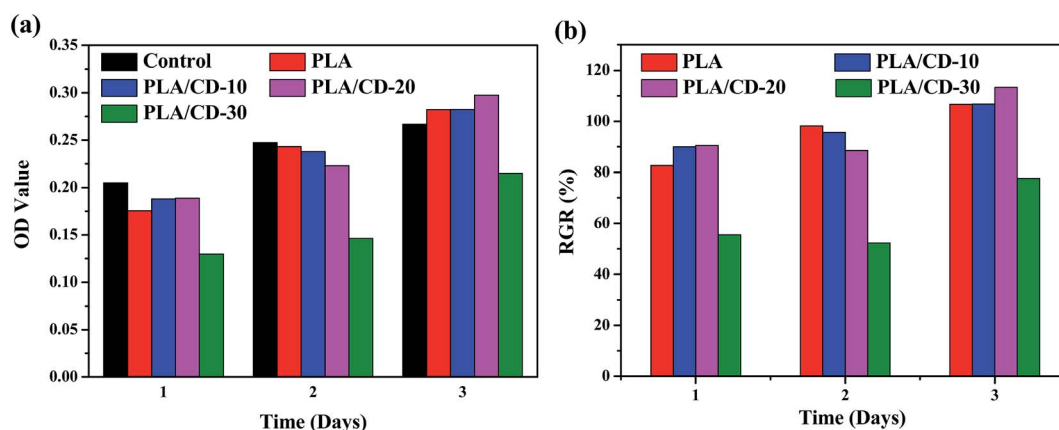 (a)
0.35
0.30
0.25
0.20
0.15
0.10
0.05
0.00
OD Value
Control
PLA
PLA/CD-10
PLA/CD-20
PLA/CD-30
1
2
3
Time (Days)
(b)
120
100
80
60
40
20
0
RGR (%)
PLA
PLA/CD-10
PLA/CD-20
PLA/CD-30
1
2
3
Time (Days)